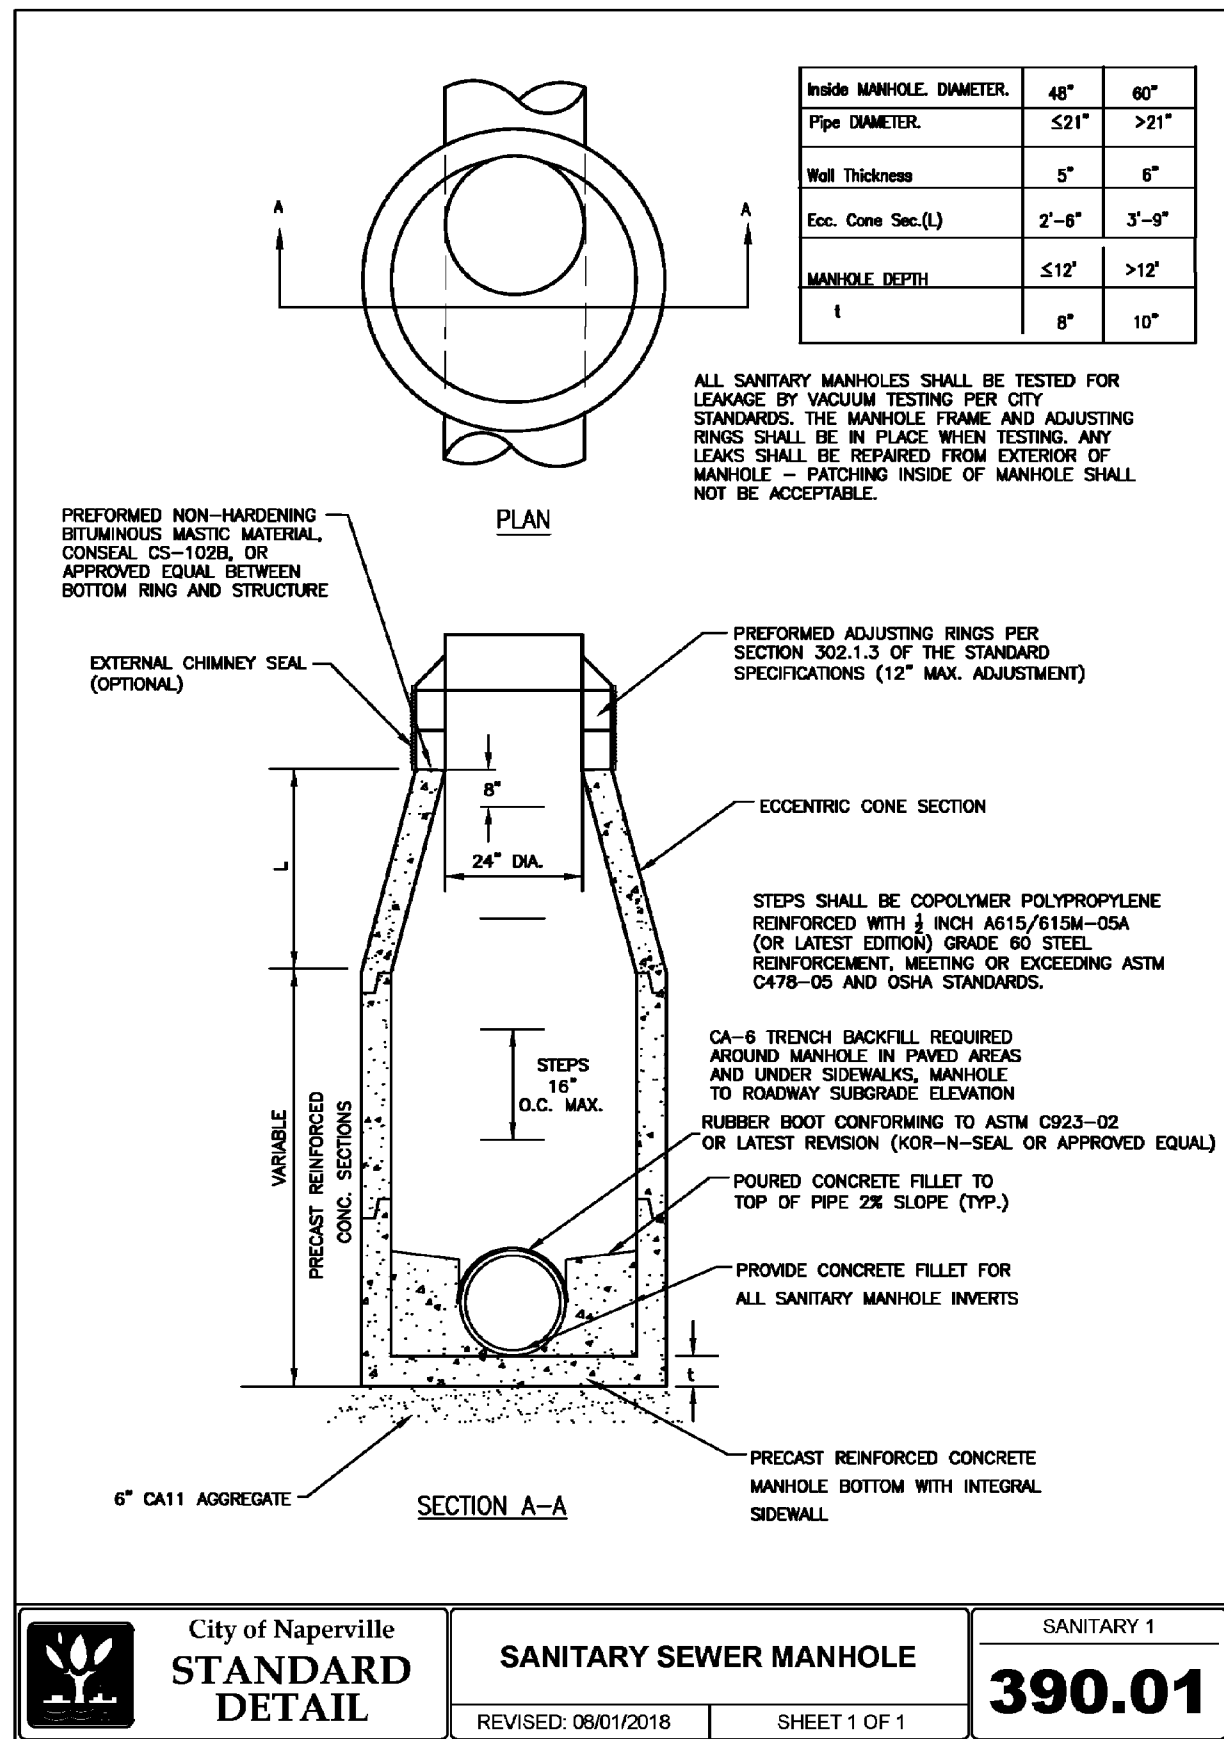 Inside MANHOLE. DIAMETER. 48" 60"
Pipe DIAMETER. ≤21" >21"
Wall Thickness 5" 6"
Ecc. Cone Sec.(L) 2'-6" 3'-9"
MANHOLE DEPTH ≤12' >12'
t 8" 10"
A A
ALL SANITARY MANHOLES SHALL BE TESTED FOR
LEAKAGE BY VACUUM TESTING PER CITY
STANDARDS. THE MANHOLE FRAME AND ADJUSTING
RINGS SHALL BE IN PLACE WHEN TESTING. ANY
LEAKS SHALL BE REPAIRED FROM EXTERIOR OF
MANHOLE – PATCHING INSIDE OF MANHOLE SHALL
NOT BE ACCEPTABLE.
PLAN
PREFORMED NON-HARDENING
BITUMINOUS MASTIC MATERIAL,
CONSEAL CS-102B, OR
APPROVED EQUAL BETWEEN
BOTTOM RING AND STRUCTURE
EXTERNAL CHIMNEY SEAL
(OPTIONAL)
PREFORMED ADJUSTING RINGS PER
SECTION 302.1.3 OF THE STANDARD
SPECIFICATIONS (12" MAX. ADJUSTMENT)
8"
ECCENTRIC CONE SECTION
24" DIA.
L
STEPS SHALL BE COPOLYMER POLYPROPYLENE
REINFORCED WITH ½ INCH A615/615M-05A
(OR LATEST EDITION) GRADE 60 STEEL
REINFORCEMENT, MEETING OR EXCEEDING ASTM
C478-05 AND OSHA STANDARDS.
CA-6 TRENCH BACKFILL REQUIRED
AROUND MANHOLE IN PAVED AREAS
AND UNDER SIDEWALKS, MANHOLE
TO ROADWAY SUBGRADE ELEVATION
STEPS
16"
O.C. MAX.
RUBBER BOOT CONFORMING TO ASTM C923-02
OR LATEST REVISION (KOR-N-SEAL OR APPROVED EQUAL)
VARIABLE
PRECAST REINFORCED
CONC. SECTIONS
POURED CONCRETE FILLET TO
TOP OF PIPE 2% SLOPE (TYP.)
PROVIDE CONCRETE FILLET FOR
ALL SANITARY MANHOLE INVERTS
t
PRECAST REINFORCED CONCRETE
MANHOLE BOTTOM WITH INTEGRAL
SIDEWALL
6" CA11 AGGREGATE
SECTION A-A
City of Naperville
STANDARD
DETAIL
SANITARY SEWER MANHOLE
REVISED: 08/01/2018
SHEET 1 OF 1
SANITARY 1
390.01